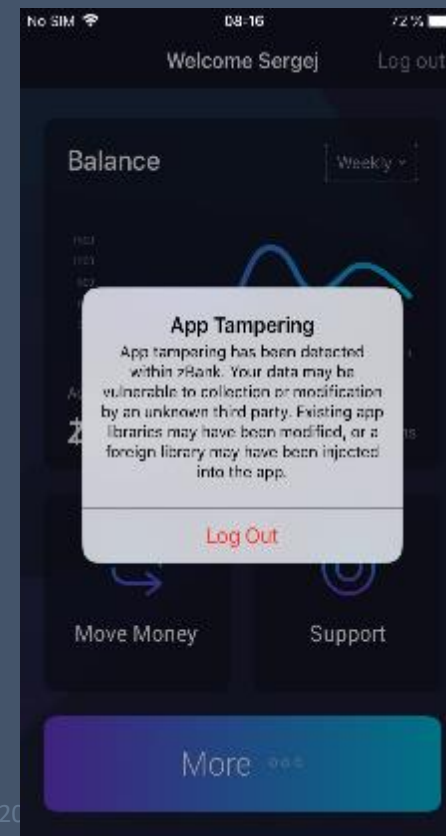 No SIM 08-16 72 %
Welcome Sergej Log out
Balance Weekly
App Tampering
App tampering has been detected
within zBank. Your data may be
vulnerable to collection or modification
by an unknown third party. Existing app
libraries may have been modified, or a
foreign library may have been injected
into the app.
Log Out
Move Money Support
More
20